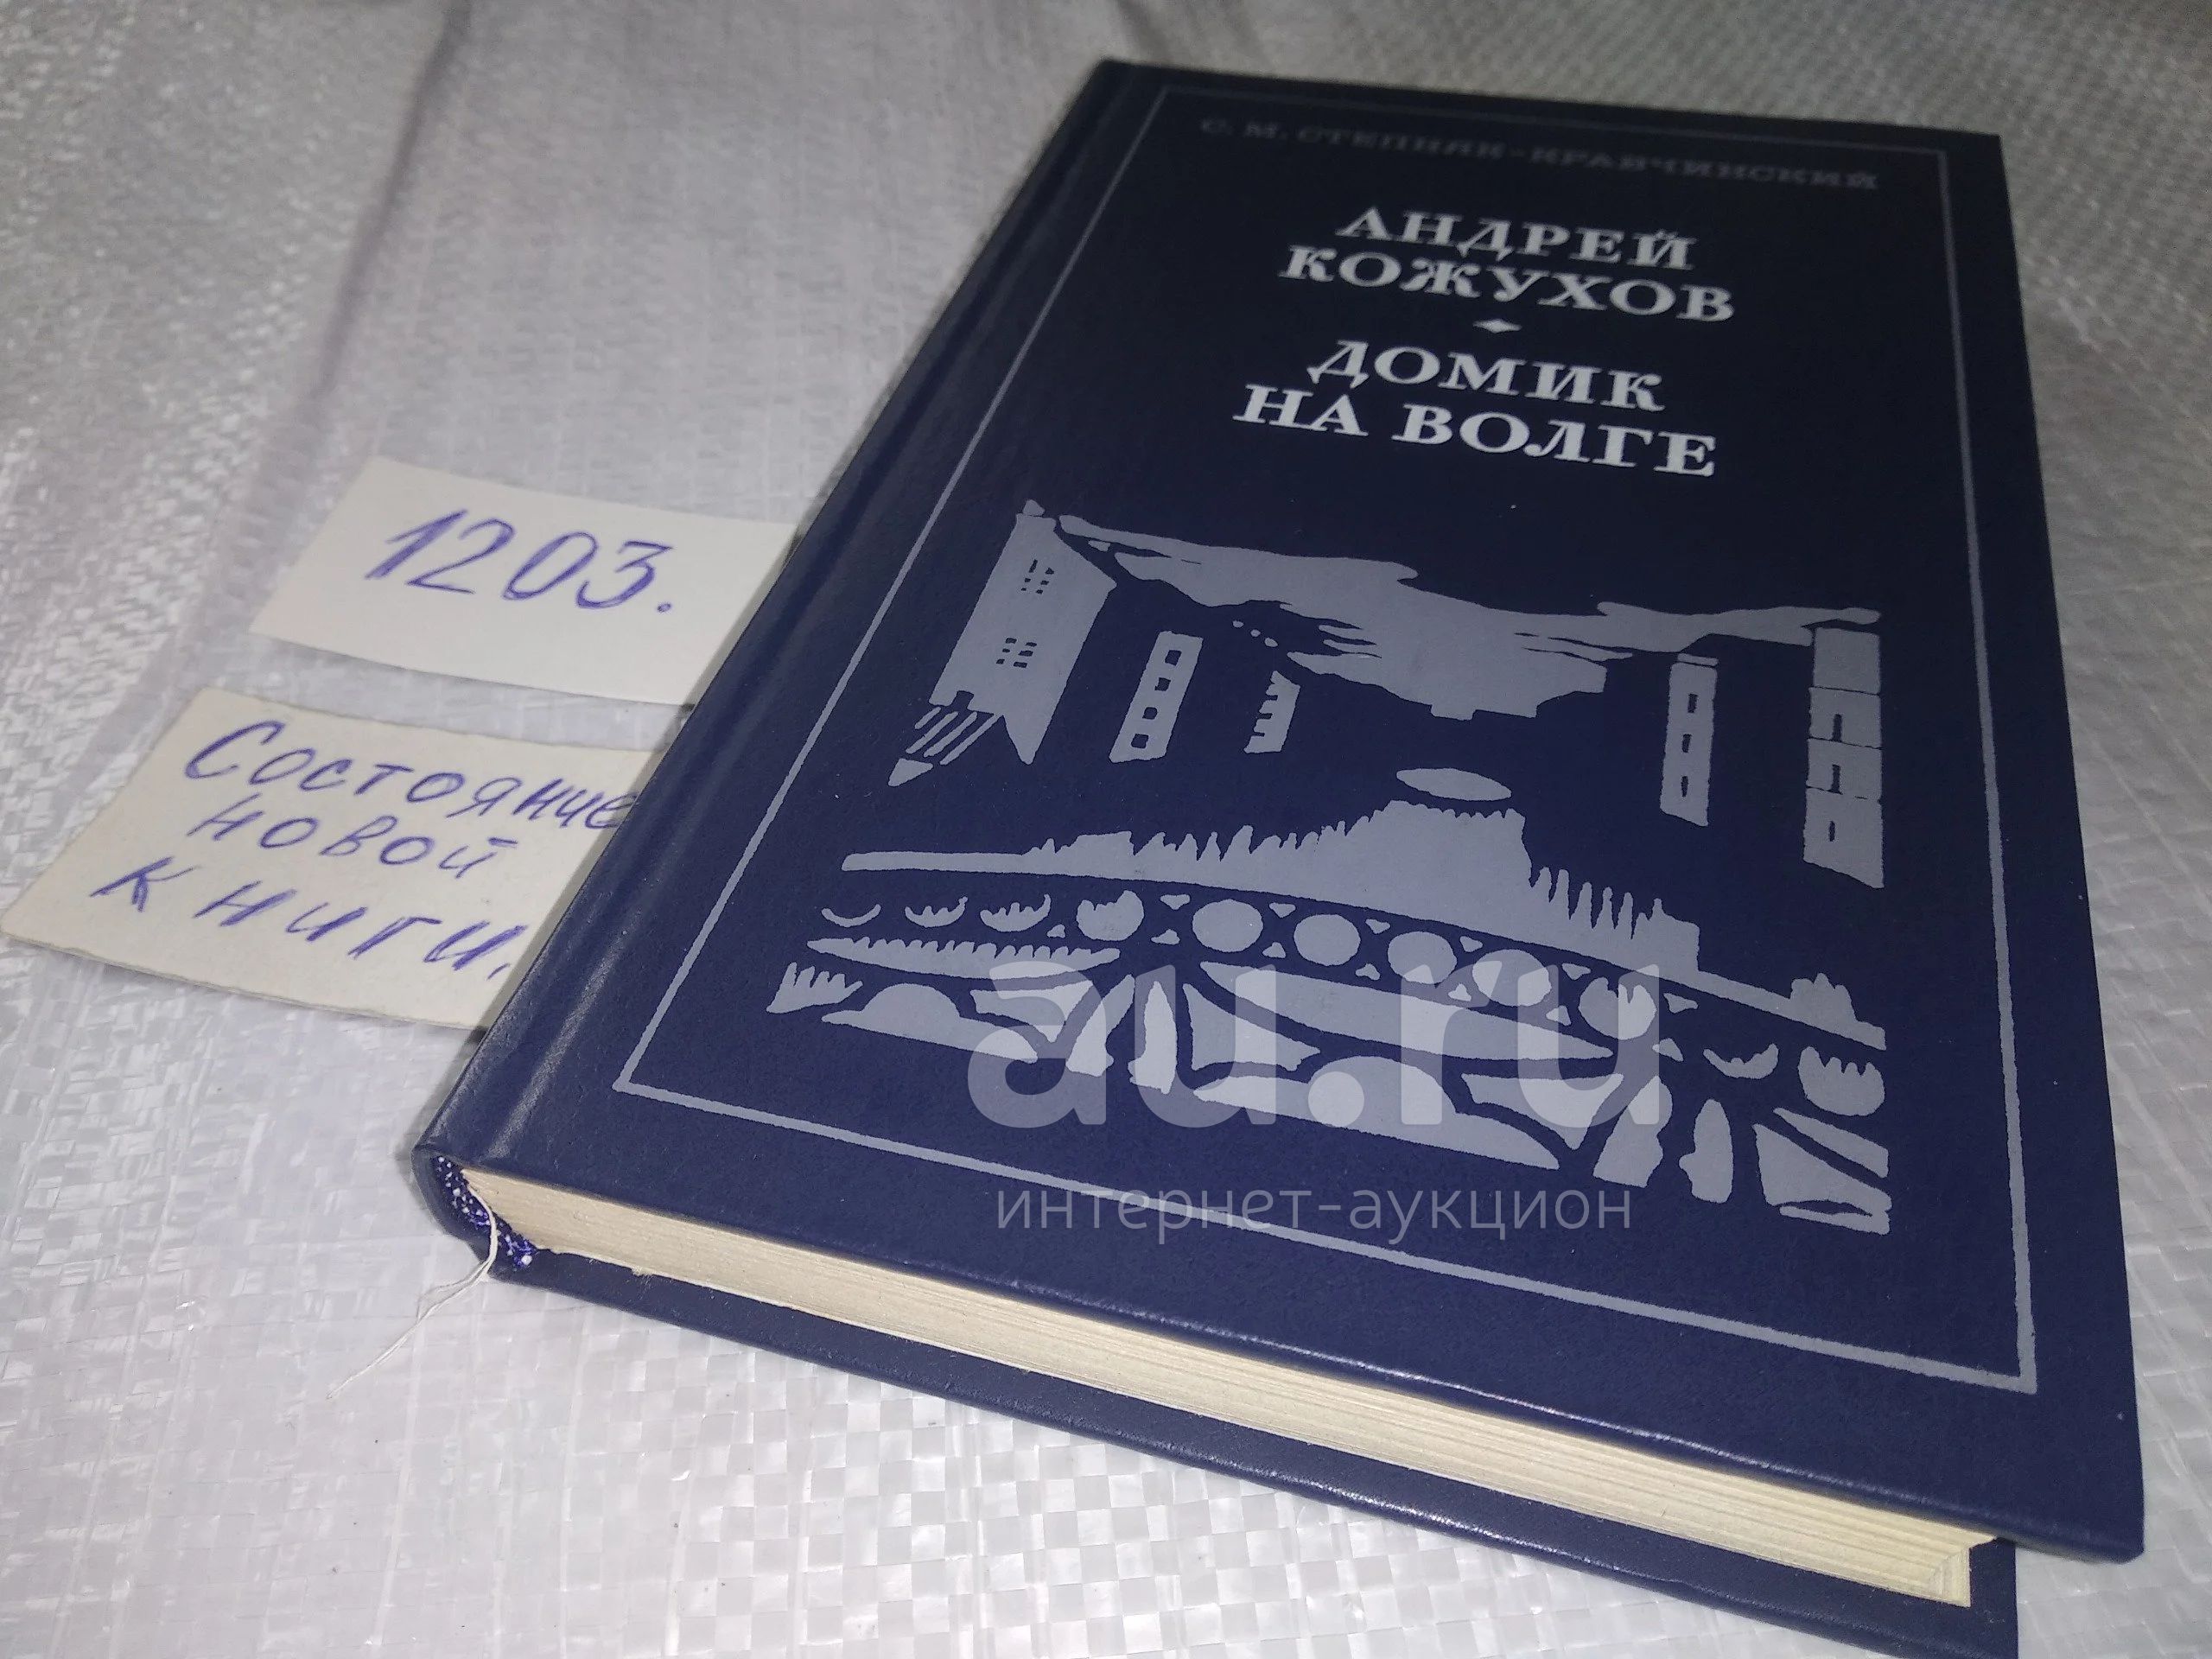 С. М. СТЕПНЯК-КРАВЧИНСКИЙ
АНДРЕЙ
КОЖУХОВ
ДОМИК
НА ВОЛГЕ
1203.
Состояние
новой
книги.
au.ru
интернет-аукцион